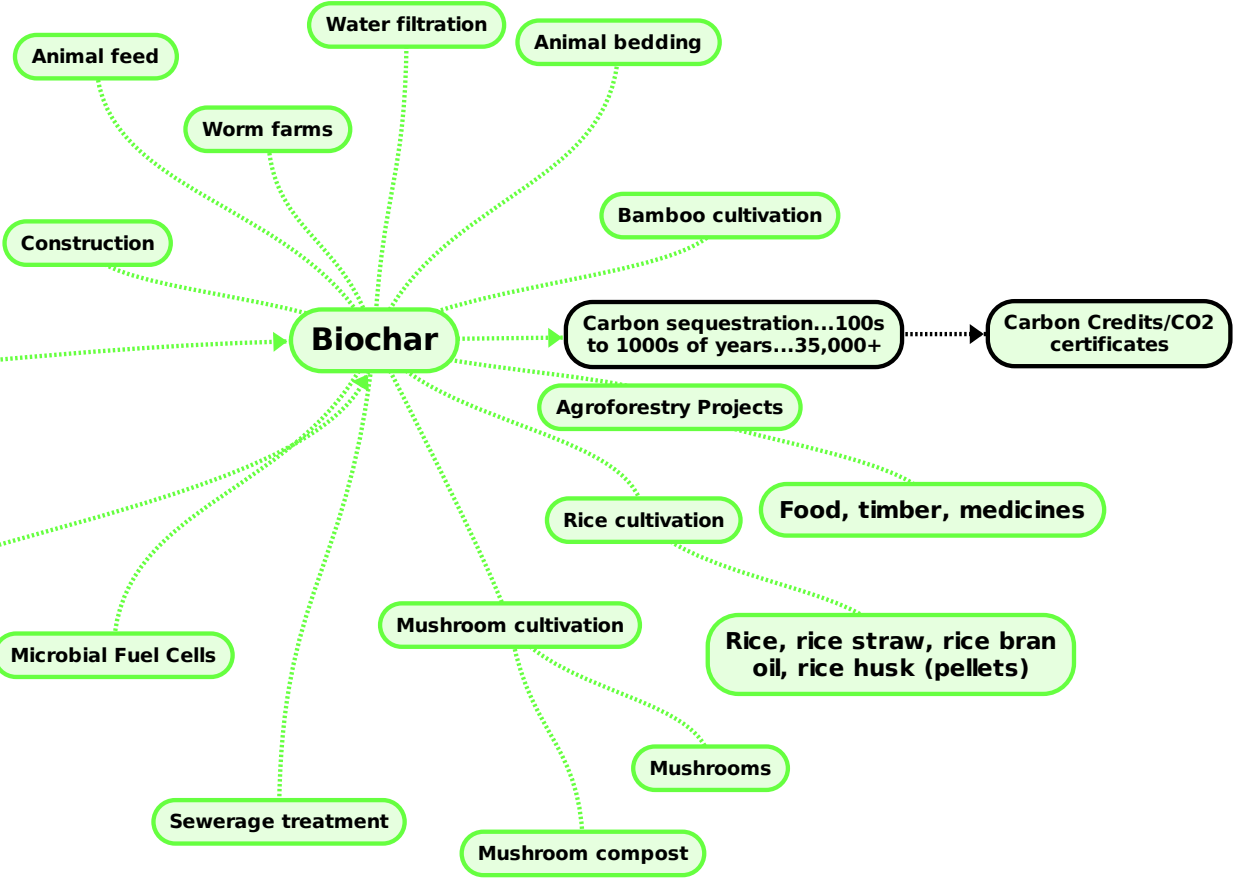 Water filtration
Animal bedding
Animal feed
Worm farms
Bamboo cultivation
Construction
Biochar
Carbon sequestration...100s
to 1000s of years...35,000+
Carbon Credits/CO2
certificates
Agroforestry Projects
Food, timber, medicines
Rice cultivation
Mushroom cultivation
Rice, rice straw, rice bran
oil, rice husk (pellets)
Microbial Fuel Cells
Mushrooms
Sewerage treatment
Mushroom compost